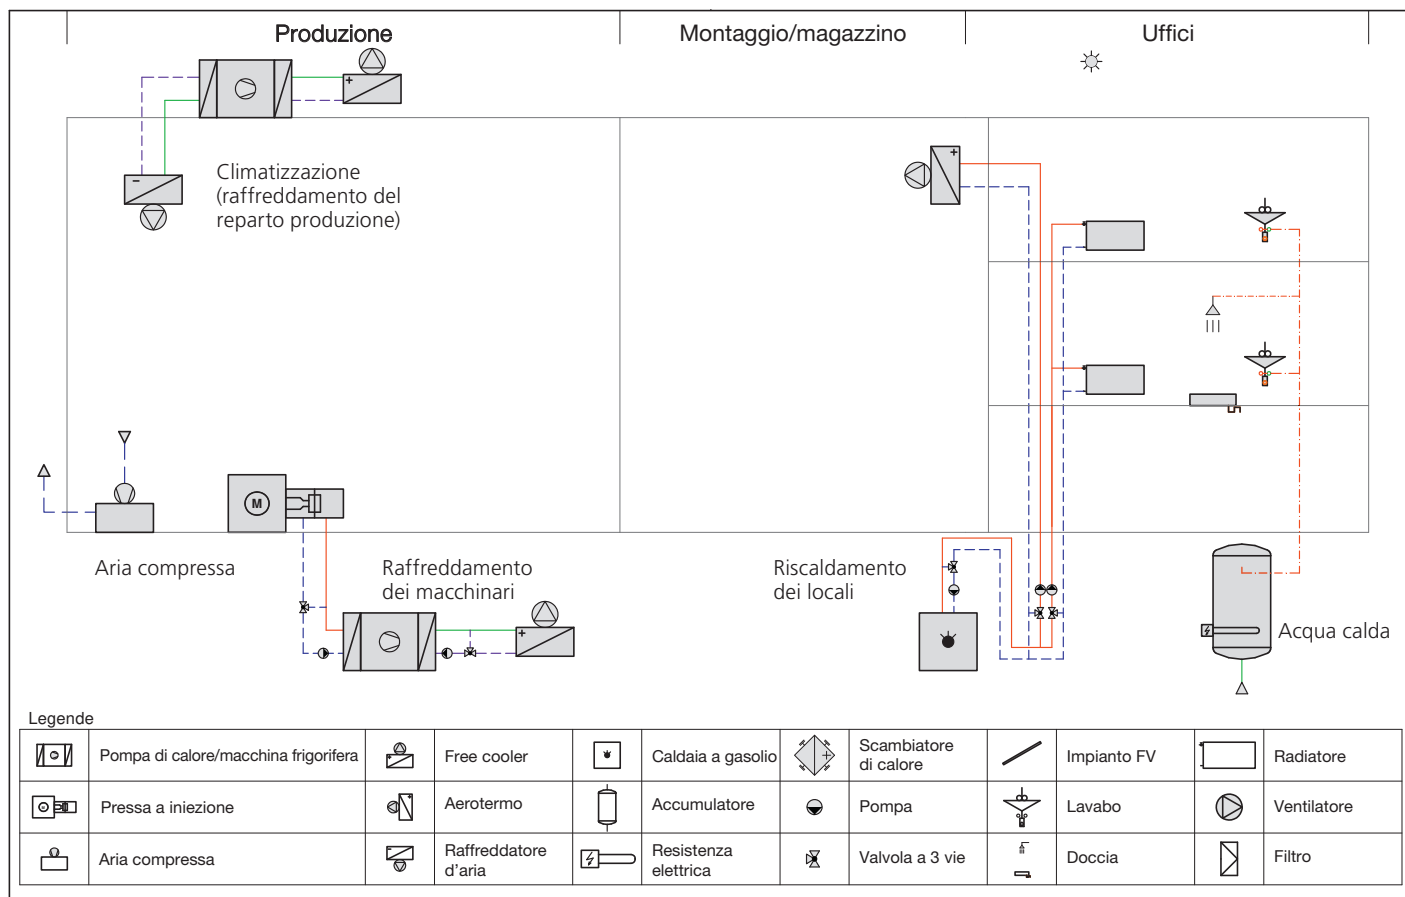 Produzione
Montaggio/magazzino
Uffici
+
Climatizzazione
(raffreddamento del
reparto produzione)
−
+
M
Aria compressa
Raffreddamento
dei macchinari
+
Riscaldamento
dei locali
Acqua calda
Legende
Pompa di calore/macchina frigorifera
Free cooler
Caldaia a gasolio
Scambiatore
di calore
Impianto FV
Radiatore
Pressa a iniezione
Aerotermo
Accumulatore
Pompa
Lavabo
Ventilatore
Aria compressa
Raffreddatore
d’aria
Resistenza
elettrica
Valvola a 3 vie
Doccia
Filtro